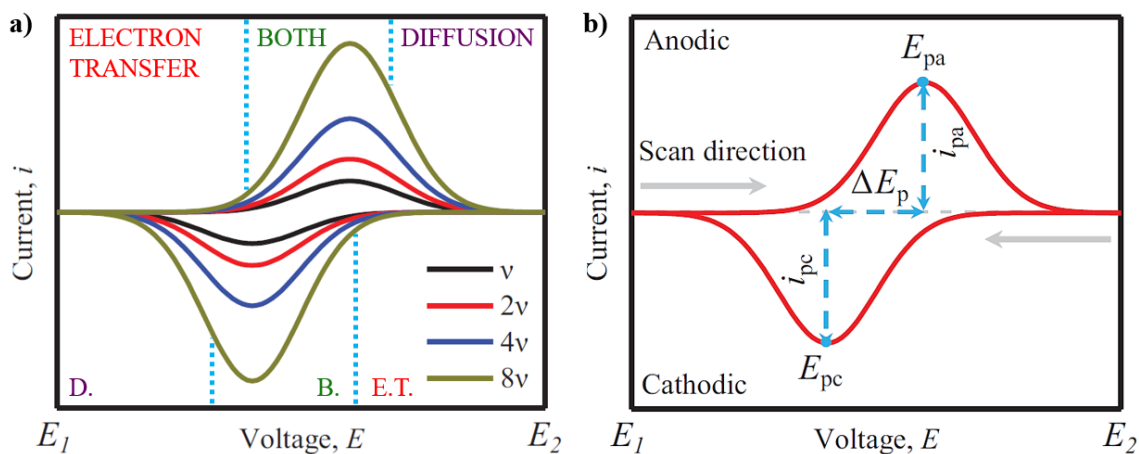 a)
ELECTRON TRANSFER
BOTH
DIFFUSION
Current, i
ν
2ν
4ν
8ν
D.
B.
E.T.
E1
Voltage, E
E2
b)
Anodic
Epa
Scan direction
ipa
ΔEp
ipc
Epc
Cathodic
Current, i
E1
Voltage, E
E2